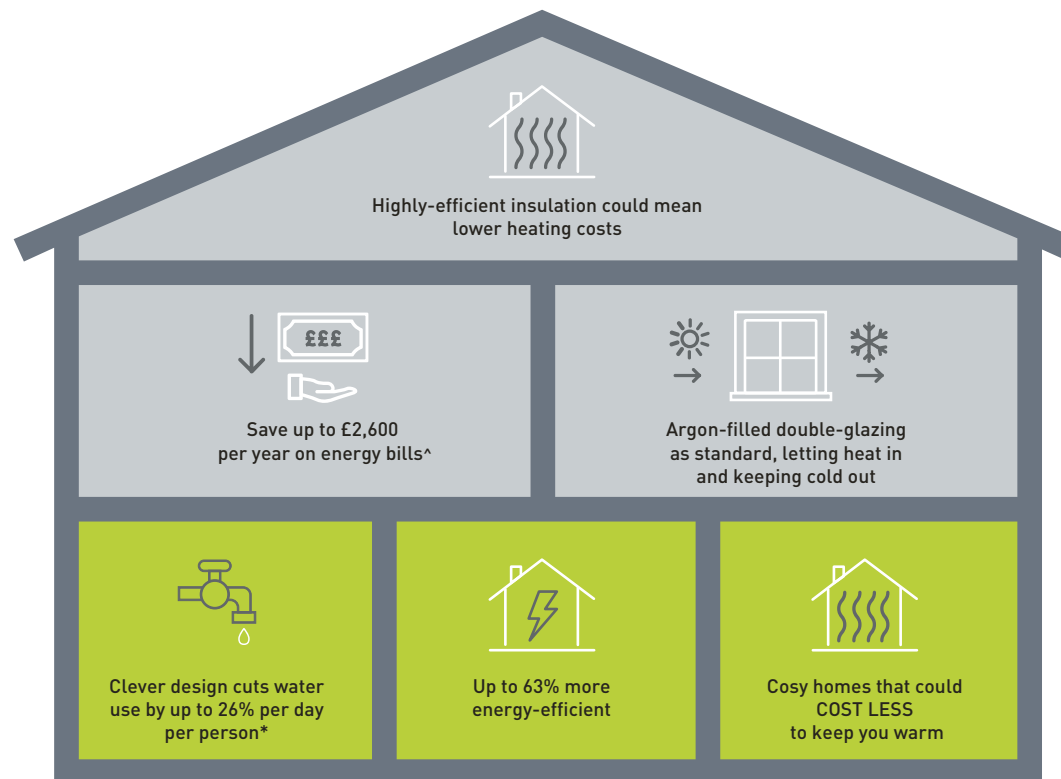 Highly-efficient insulation could mean
lower heating costs
£££
Save up to £2,600
per year on energy bills^
Argon-filled double-glazing
as standard, letting heat in
and keeping cold out
Clever design cuts water
use by up to 26% per day
per person*
Up to 63% more
energy-efficient
Cosy homes that could
COST LESS
to keep you warm